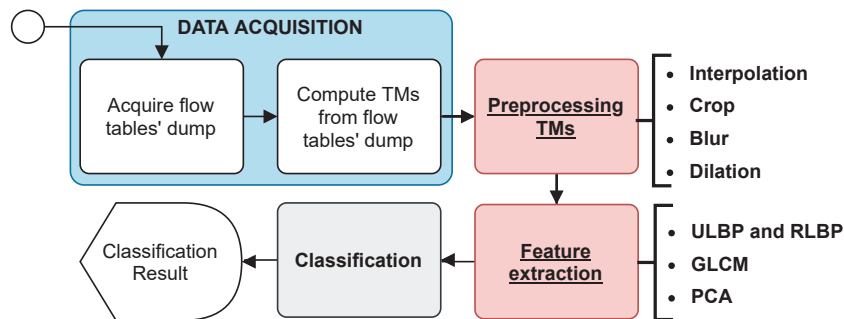 DATA ACQUISITION
Acquire flow
tables' dump
Compute TMs
from flow
tables' dump
Preprocessing
TMs
• Interpolation
• Crop
• Blur
• Dilation
Classification
Result
Classification
Feature
extraction
• ULBP and RLBP
• GLCM
• PCA